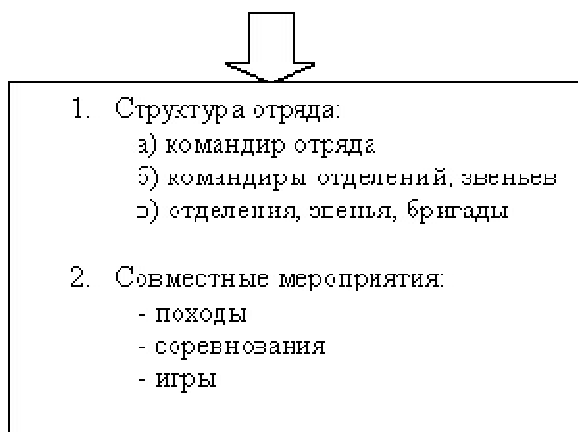 1. Структура отряда:
а) командир отряда
б) командиры отделений, звеньев
в) отделения, звенья, бригады
2. Совместные мероприятия:
- походы
- соревнования
- игры